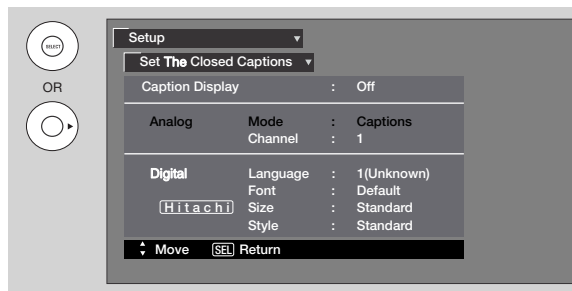 SELECT
OR
Setup
Set The Closed Captions
Caption Display : Off
Analog Mode : Captions
Channel : 1
Digital Language : 1(Unknown)
Font : Default
Hitachi Size : Standard
Style : Standard
Move SEL Return